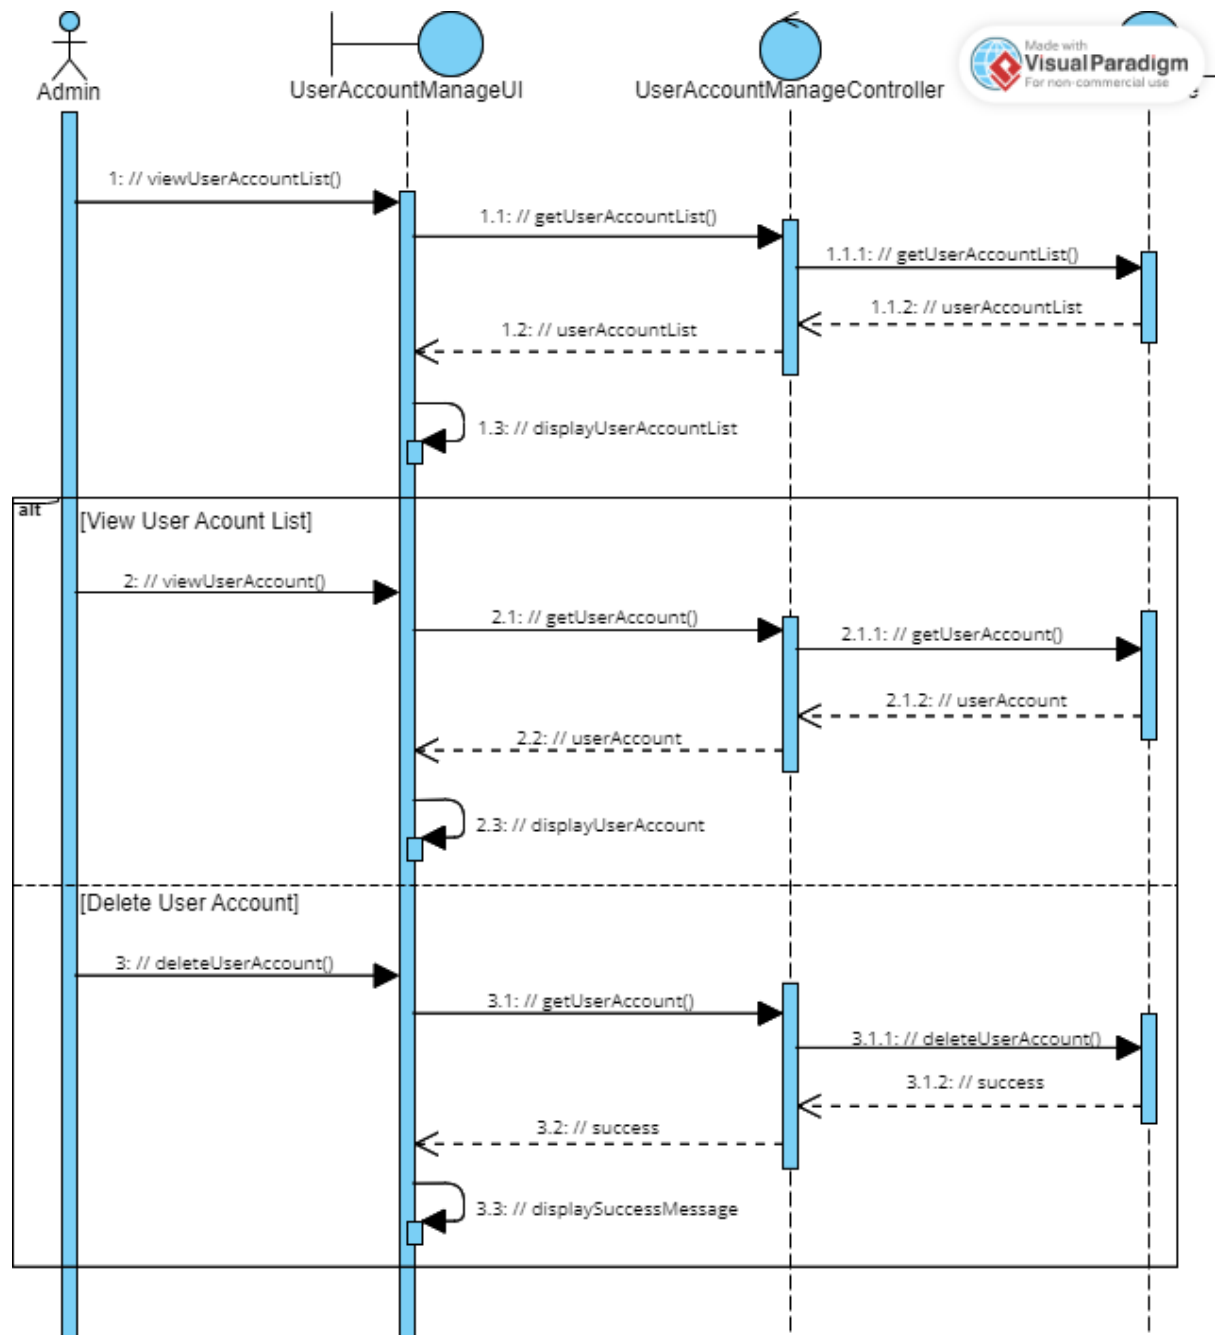 Made with
Visual Paradigm
For non-commercial use
Admin
UserAccountManageUI
UserAccountManageController
1: // viewUserAccountList()
1.1: // getUserAccountList()
1.1.1: // getUserAccountList()
1.1.2: // userAccountList
1.2: // userAccountList
1.3: // displayUserAccountList
alt
[View User Acount List]
2: // viewUserAccount()
2.1: // getUserAccount()
2.1.1: // getUserAccount()
2.1.2: // userAccount
2.2: // userAccount
2.3: // displayUserAccount
[Delete User Account]
3: // deleteUserAccount()
3.1: // getUserAccount()
3.1.1: // deleteUserAccount()
3.1.2: // success
3.2: // success
3.3: // displaySuccessMessage